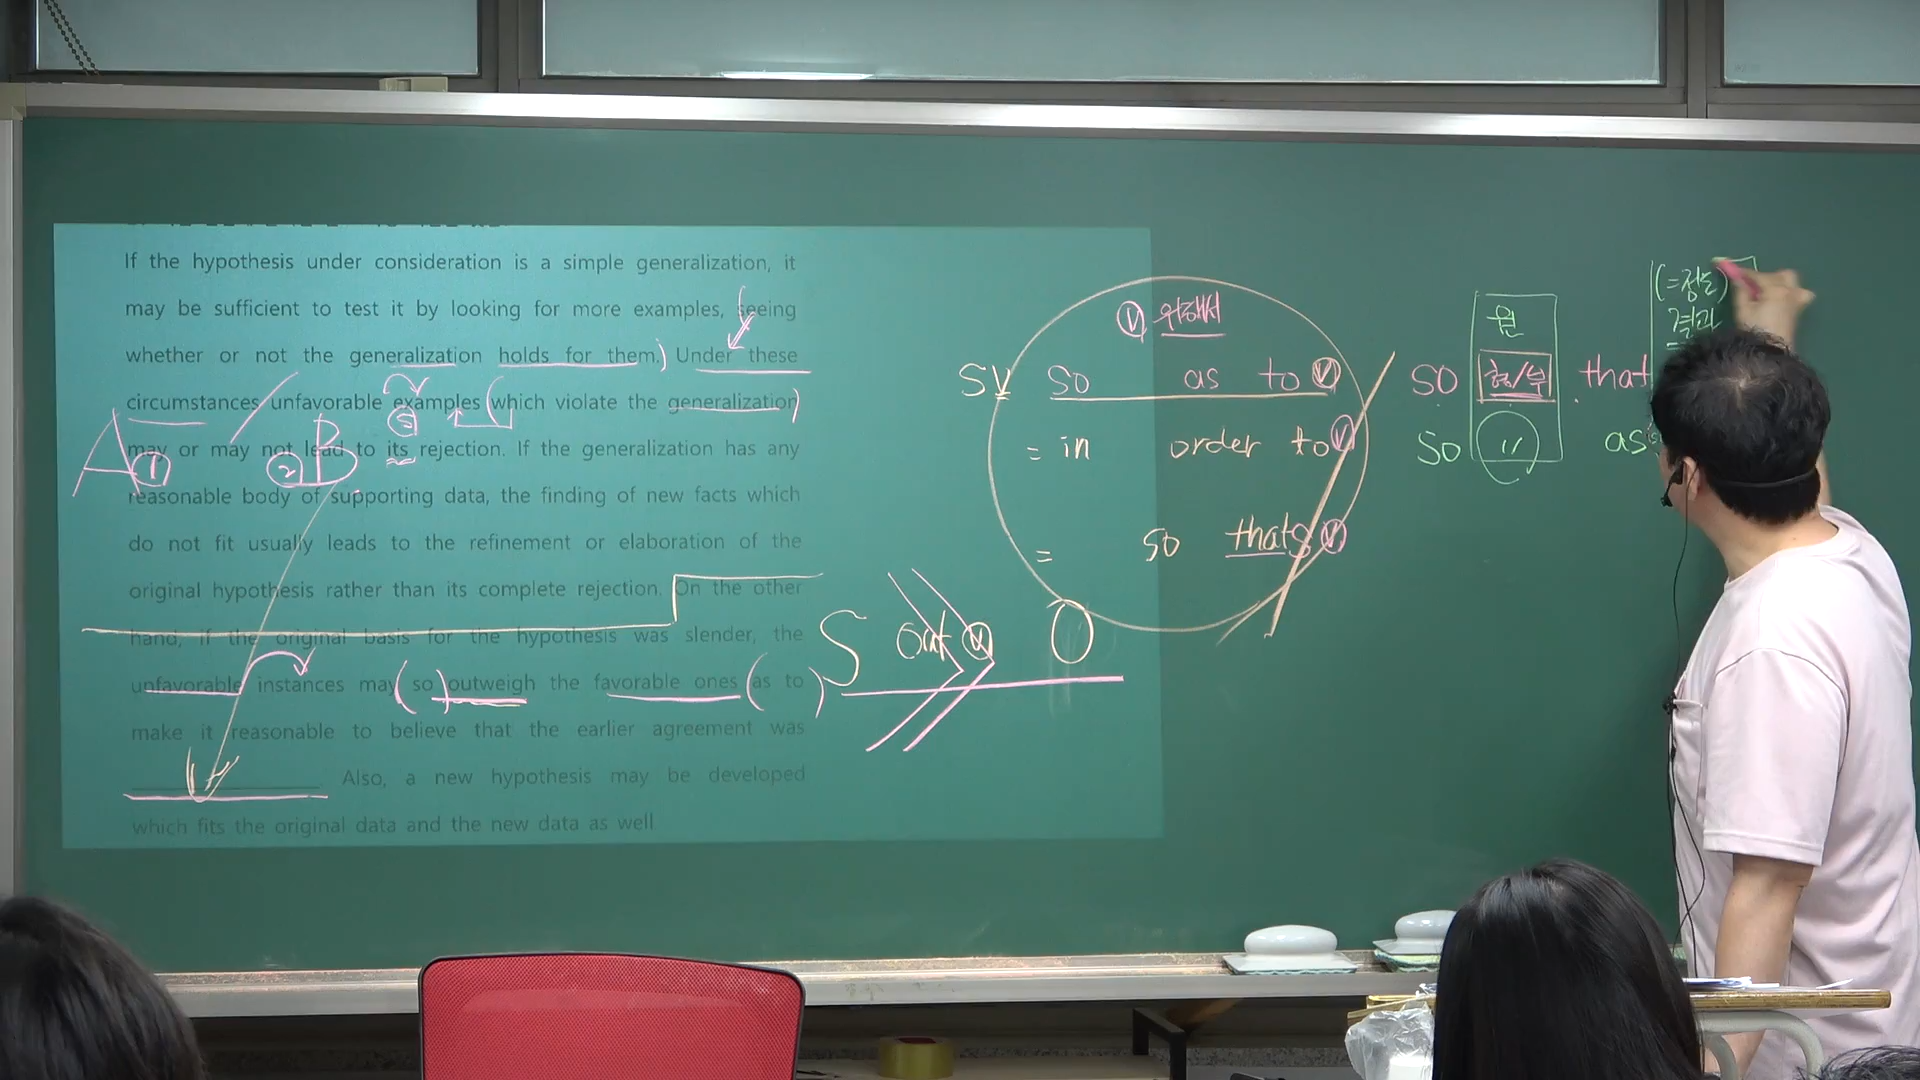 If the hypothesis under consideration is a simple generalization, it
may be sufficient to test it by looking for more examples, seeing
whether or not the generalization holds for them. Under these
circumstances unfavorable examples which violate the generalization
may or may not lead to its rejection. If the generalization has any
reasonable body of supporting data, the finding of new facts which
do not fit usually leads to the refinement or elaboration of the
original hypothesis rather than its complete rejection. On the other
hand, if the original basis for the hypothesis was slender, the
unfavorable instances may so outweigh the favorable ones as to
make it reasonable to believe that the earlier agreement was
Also, a new hypothesis may be developed
which fits the original data and the new data as well
A ① ② B ③
S out ⓥ O
ⓥ 위해서
SV so as to ⓥ
= in order to ⓥ
= so that S ⓥ
원 (=정도)
결과
so 형/부 that
so 〃 as